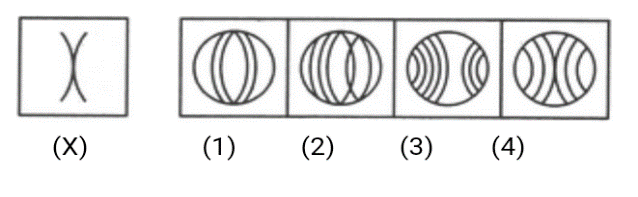 (X) (1) (2) (3) (4)